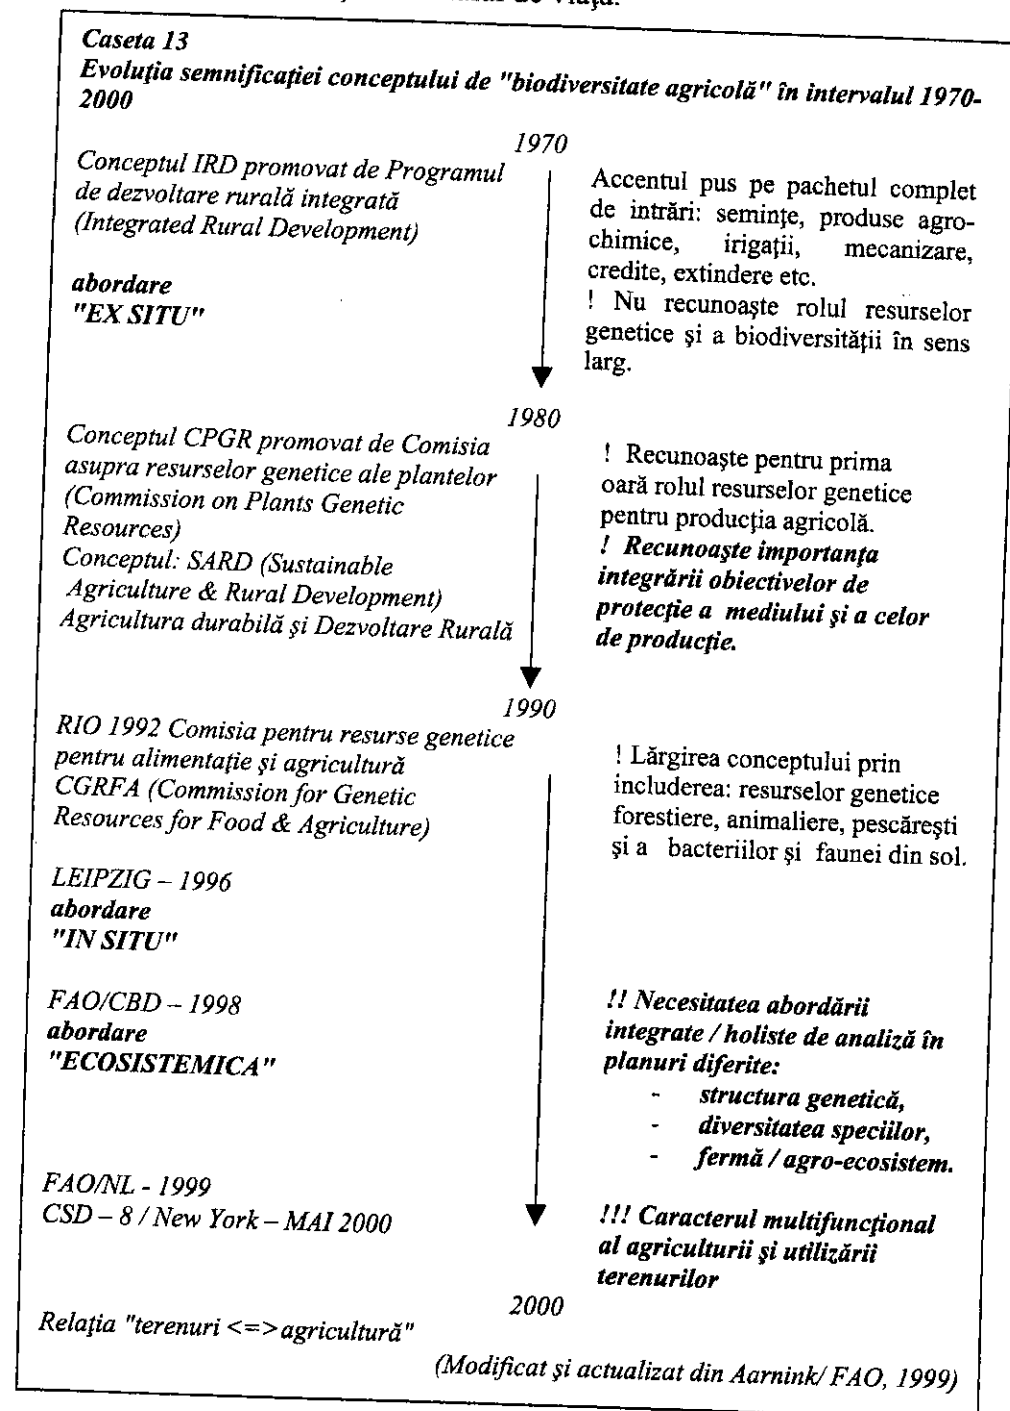 de viaţă.
Caseta 13
Evoluţia semnificaţiei conceptului de "biodiversitate agricolă" în intervalul 1970-
2000
1970
Conceptul IRD promovat de Programul
de dezvoltare rurală integrată
(Integrated Rural Development)
abordare
"EX SITU"
Accentul pus pe pachetul complet
de intrări: seminţe, produse agro-
chimice, irigaţii, mecanizare,
credite, extindere etc.
! Nu recunoaşte rolul resurselor
genetice şi a biodiversităţii în sens
larg.
1980
Conceptul CPGR promovat de Comisia
asupra resurselor genetice ale plantelor
(Commission on Plants Genetic
Resources)
Conceptul: SARD (Sustainable
Agriculture & Rural Development)
Agricultura durabilă şi Dezvoltare Rurală
! Recunoaşte pentru prima
oară rolul resurselor genetice
pentru producţia agricolă.
! Recunoaşte importanţa
integrării obiectivelor de
protecţie a mediului şi a celor
de producţie.
1990
RIO 1992 Comisia pentru resurse genetice
pentru alimentaţie şi agricultură
CGRFA (Commission for Genetic
Resources for Food & Agriculture)
LEIPZIG – 1996
abordare
"IN SITU"
! Lărgirea conceptului prin
includerea: resurselor genetice
forestiere, animaliere, pescăreşti
şi a bacteriilor şi faunei din sol.
FAO/CBD – 1998
abordare
"ECOSISTEMICA"
!! Necesitatea abordării
integrate / holiste de analiză în
planuri diferite:
- structura genetică,
- diversitatea speciilor,
- fermă / agro-ecosistem.
FAO/NL - 1999
CSD – 8 / New York – MAI 2000
!!! Caracterul multifuncţional
al agriculturii şi utilizării
terenurilor
2000
Relaţia "terenuri <=> agricultură"
(Modificat şi actualizat din Aarnink/ FAO, 1999)